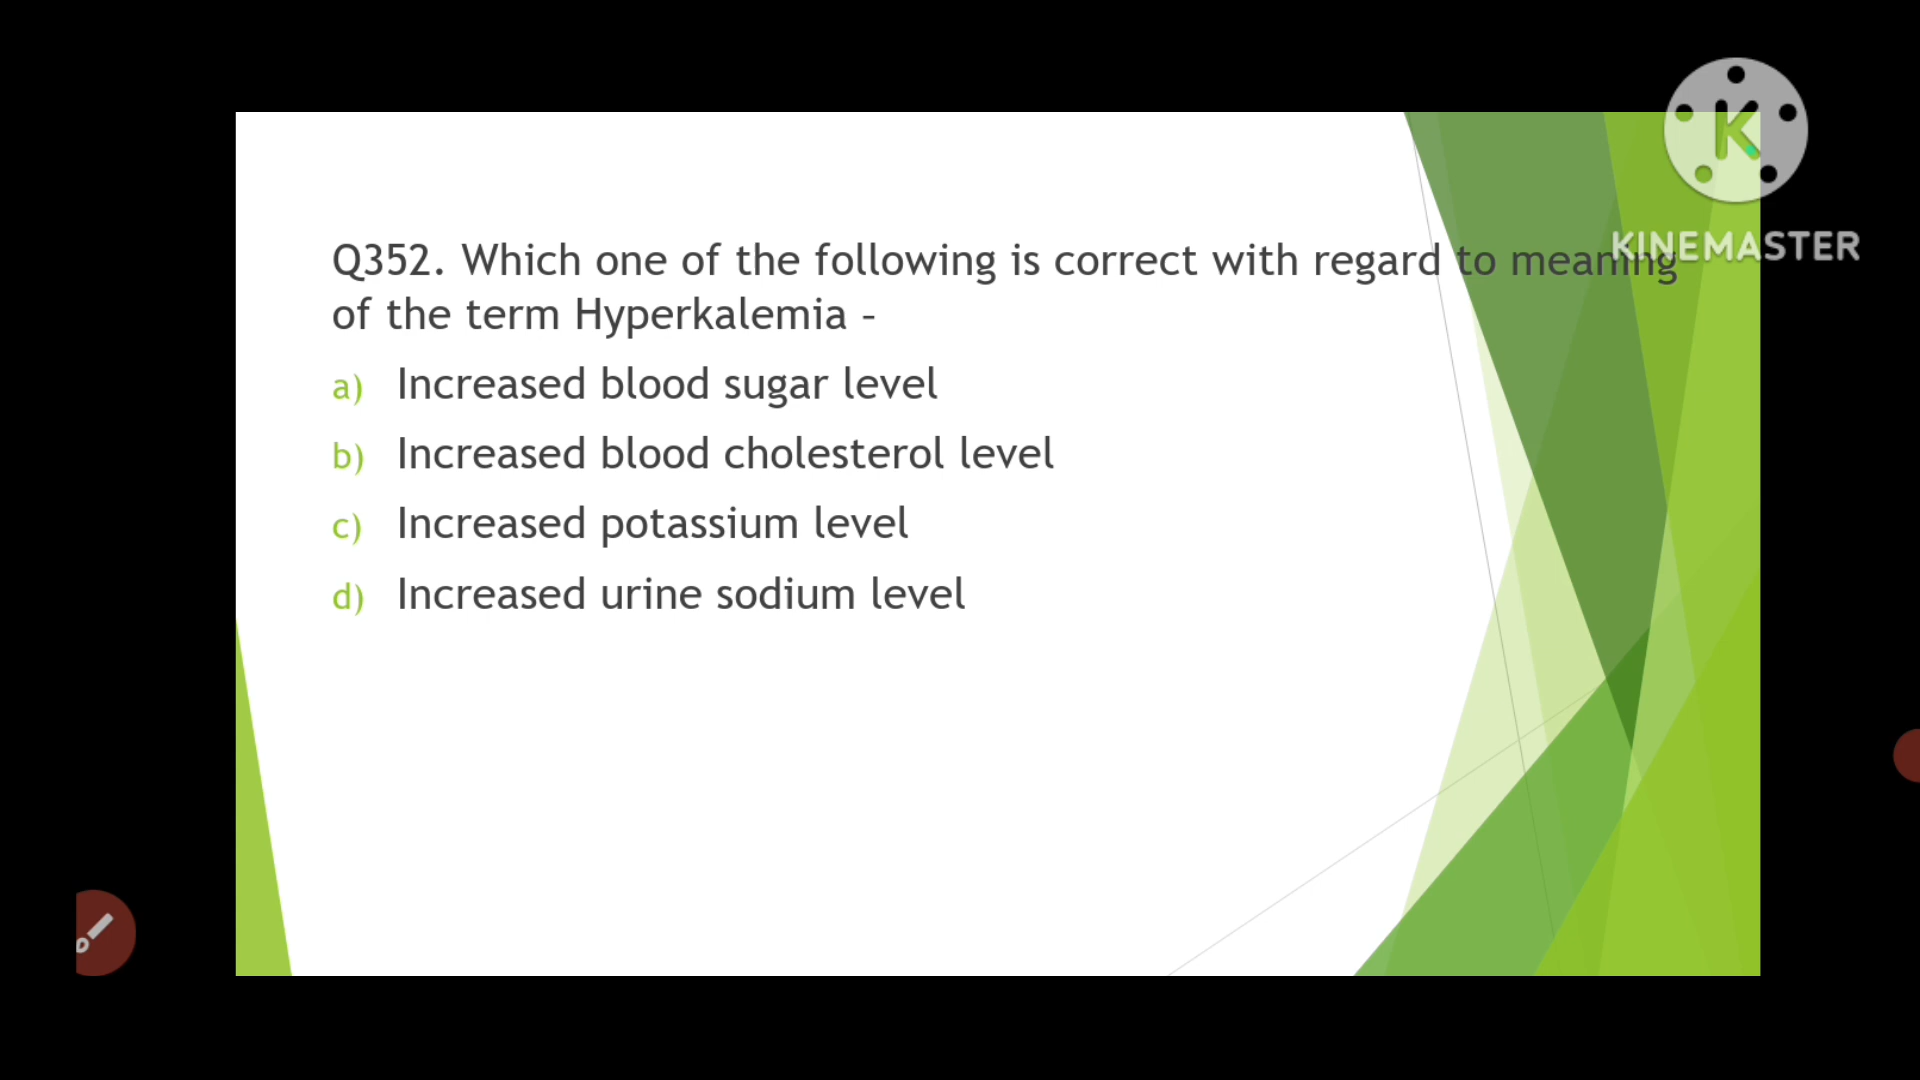 KINEMASTER
Q352. Which one of the following is correct with regard to meaning
of the term Hyperkalemia –
a) Increased blood sugar level
b) Increased blood cholesterol level
c) Increased potassium level
d) Increased urine sodium level